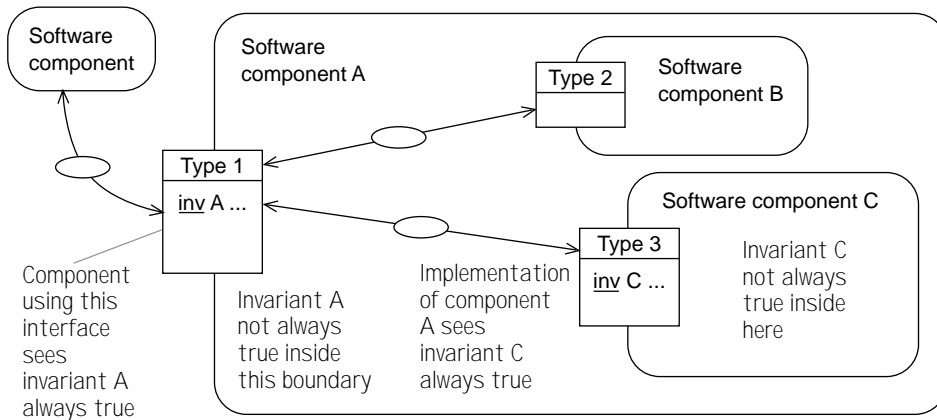 Software
component
Software
component A
Type 2
Software
component B
Type 1
inv A ...
Software component C
Type 3
inv C ...
Component
using this
interface
sees
invariant A
always true
Invariant A
not always
true inside
this boundary
Implementation
of component
A sees
invariant C
always true
Invariant C
not always
true inside
here